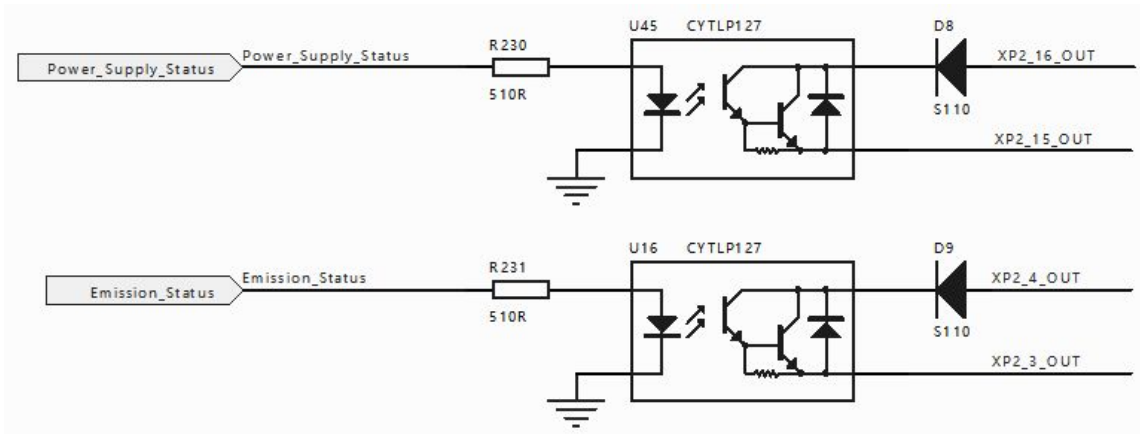 U45 CYTLP127
D8
R230
Power_Supply_Status
Power_Supply_Status
XP2_16_OUT
510R
S110
XP2_15_OUT
U16 CYTLP127
D9
R231
Emission_Status
Emission_Status
XP2_4_OUT
510R
S110
XP2_3_OUT